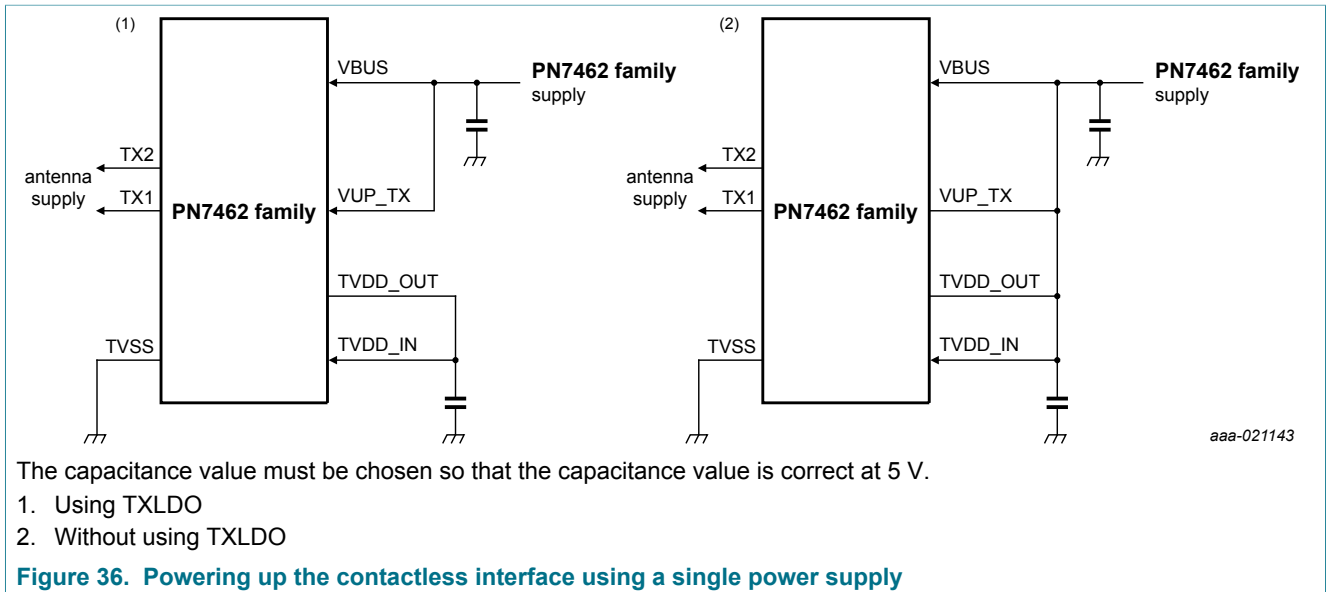 (1)
VBUS
PN7462 family
supply
TX2
antenna
supply
TX1
PN7462 family
VUP_TX
TVDD_OUT
TVSS
TVDD_IN
(2)
VBUS
PN7462 family
supply
TX2
antenna
supply
TX1
PN7462 family
VUP_TX
TVDD_OUT
TVSS
TVDD_IN
aaa-021143
The capacitance value must be chosen so that the capacitance value is correct at 5 V.
1. Using TXLDO
2. Without using TXLDO
Figure 36. Powering up the contactless interface using a single power supply